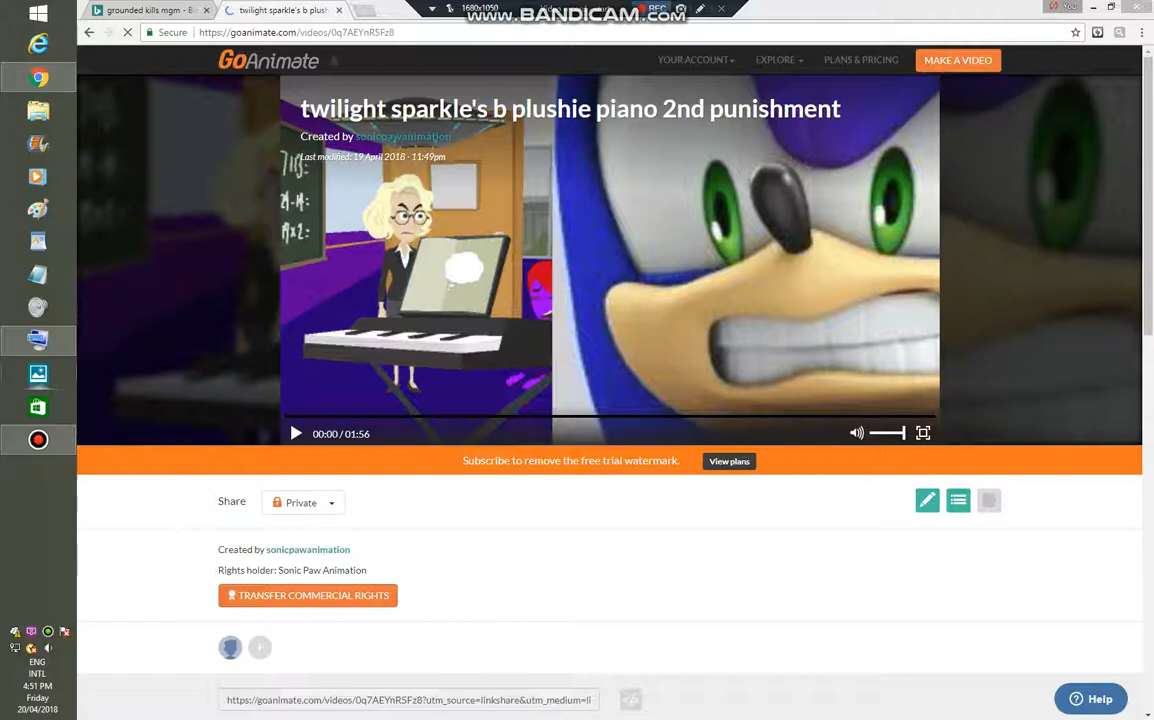 grounded kills mgm -
twilight sparkle's b plush
1680x1050
REC
www.BANDICAM.com
You
Secure
https://goanimate.com/videos/0q7AEYnR5Fz8
GoAnimate
YOUR ACCOUNT
EXPLORE
PLANS & PRICING
MAKE A VIDEO
twilight sparkle's b plushie piano 2nd punishment
Created by sonicpawanimation
Last modified: 19 April 2018 - 11:49pm
00:00 / 01:56
Subscribe to remove the free trial watermark.
View plans
Share
Private
Created by sonicpawanimation
Rights holder: Sonic Paw Animation
TRANSFER COMMERCIAL RIGHTS
https://goanimate.com/videos/0q7AEYnR5Fz8?utm_source=linkshare&utm_medium=li
Help
ENG
INTL
4:51 PM
Friday
20/04/2018